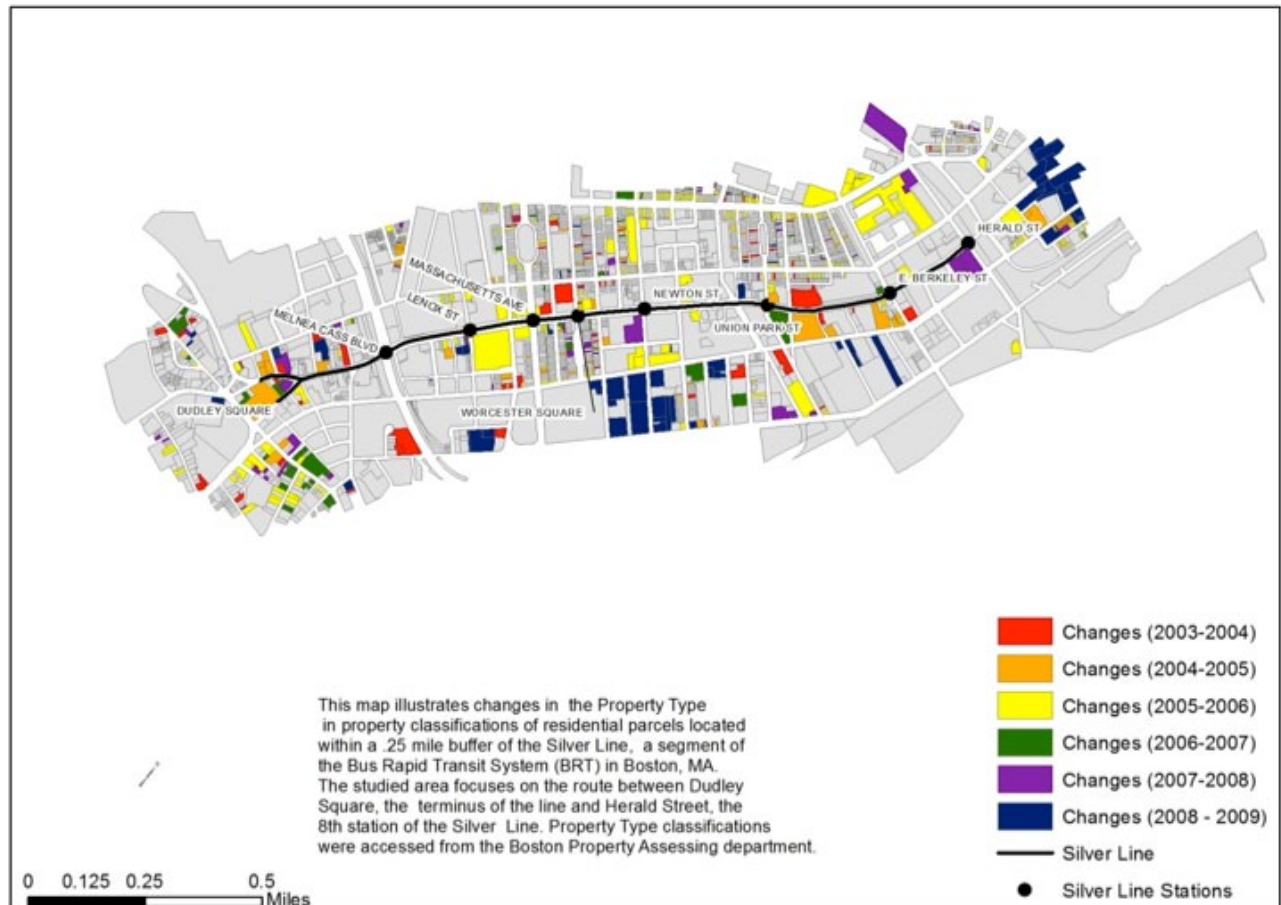 HERALD ST
E. BERKELEY ST
MASSACHUSETTS AVE
NEWTON ST
LENOX ST
UNION PARK ST
MELNEA CASS BLVD
DUDLEY SQUARE
WORCESTER SQUARE
Changes (2003-2004)
Changes (2004-2005)
Changes (2005-2006)
Changes (2006-2007)
Changes (2007-2008)
Changes (2008 - 2009)
Silver Line
Silver Line Stations
This map illustrates changes in the Property Type
in property classifications of residential parcels located
within a .25 mile buffer of the Silver Line, a segment of
the Bus Rapid Transit System (BRT) in Boston, MA.
The studied area focuses on the route between Dudley
Square, the terminus of the line and Herald Street, the
8th station of the Silver Line. Property Type classifications
were accessed from the Boston Property Assessing department.
0 0.125 0.25 0.5
Miles